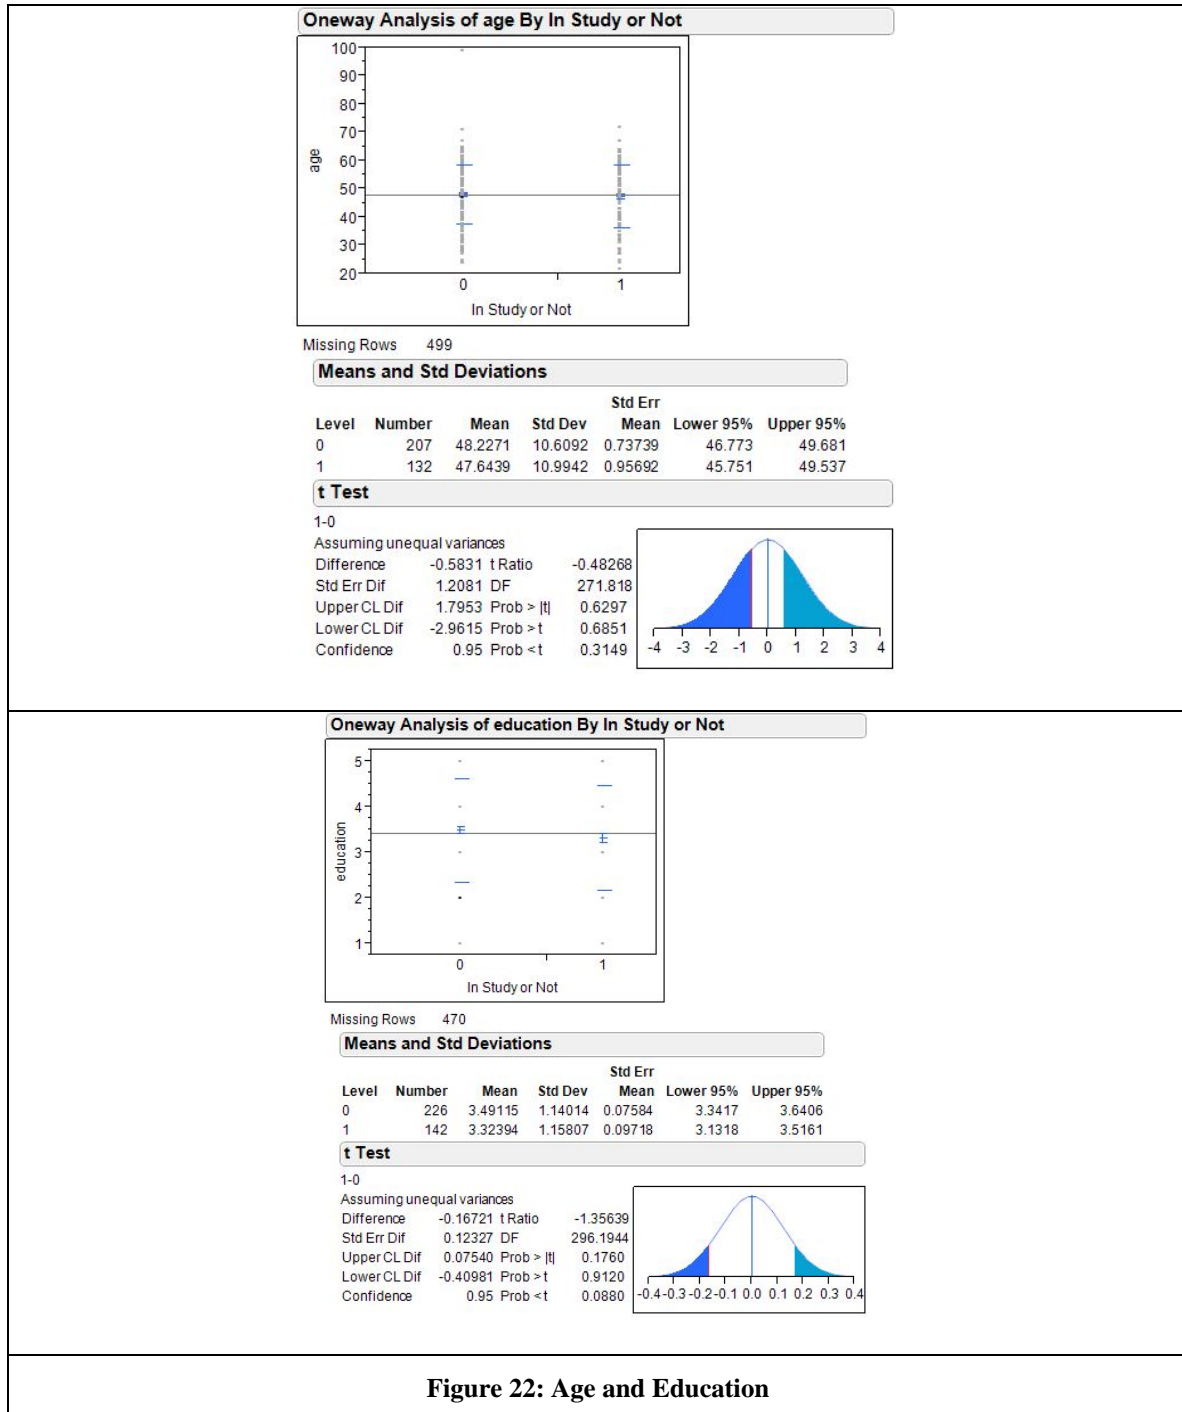 Oneway Analysis of age By In Study or Not
100
90
80
70
60
50
40
30
20
age
0 1
In Study or Not
Missing Rows 499
Means and Std Deviations
Std Err
Level Number Mean Std Dev Mean Lower 95% Upper 95%
0 207 48.2271 10.6092 0.73739 46.773 49.681
1 132 47.6439 10.9942 0.95692 45.751 49.537
t Test
1-0
Assuming unequal variances
Difference -0.5831 t Ratio -0.48268
Std Err Dif 1.2081 DF 271.818
Upper CL Dif 1.7953 Prob > |t| 0.6297
Lower CL Dif -2.9615 Prob > t 0.6851
Confidence 0.95 Prob < t 0.3149
-4 -3 -2 -1 0 1 2 3 4
Oneway Analysis of education By In Study or Not
5
4
3
2
1
education
0 1
In Study or Not
Missing Rows 470
Means and Std Deviations
Std Err
Level Number Mean Std Dev Mean Lower 95% Upper 95%
0 226 3.49115 1.14014 0.07584 3.3417 3.6406
1 142 3.32394 1.15807 0.09718 3.1318 3.5161
t Test
1-0
Assuming unequal variances
Difference -0.16721 t Ratio -1.35639
Std Err Dif 0.12327 DF 296.1944
Upper CL Dif 0.07540 Prob > |t| 0.1760
Lower CL Dif -0.40981 Prob > t 0.9120
Confidence 0.95 Prob < t 0.0880
-0.4 -0.3 -0.2 -0.1 0.0 0.1 0.2 0.3 0.4
Figure 22: Age and Education